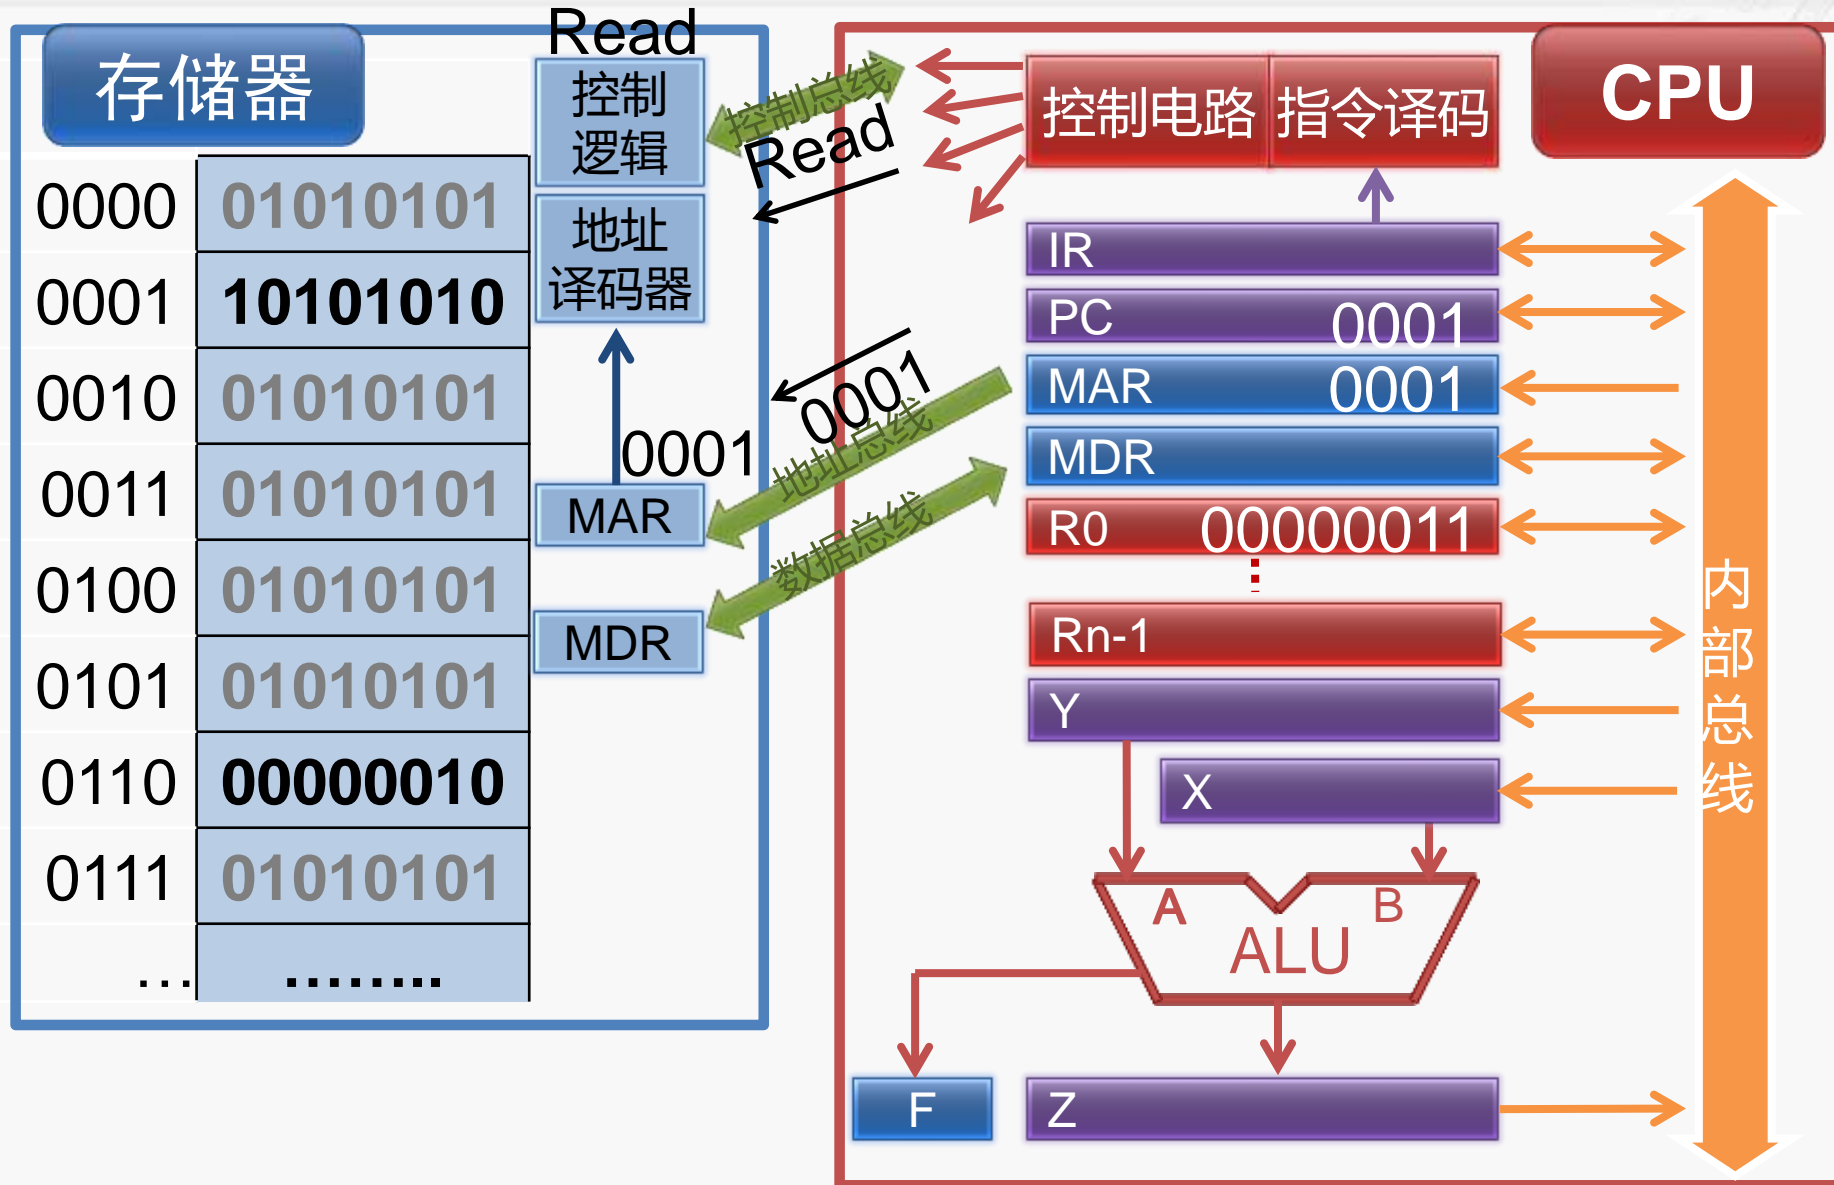 存储器
Read
控制
逻辑
地址
译码器
0000 01010101
0001 10101010
0010 01010101
0011 01010101
0100 01010101
0101 01010101
0110 00000010
0111 01010101
... ........
0001
MAR
MDR
控制总线
Read
0001
地址总线
数据总线
CPU
控制电路 指令译码
IR
PC 0001
MAR 0001
MDR
R0 00000011
Rn-1
Y
X
A B
ALU
F
Z
内
部
总
线